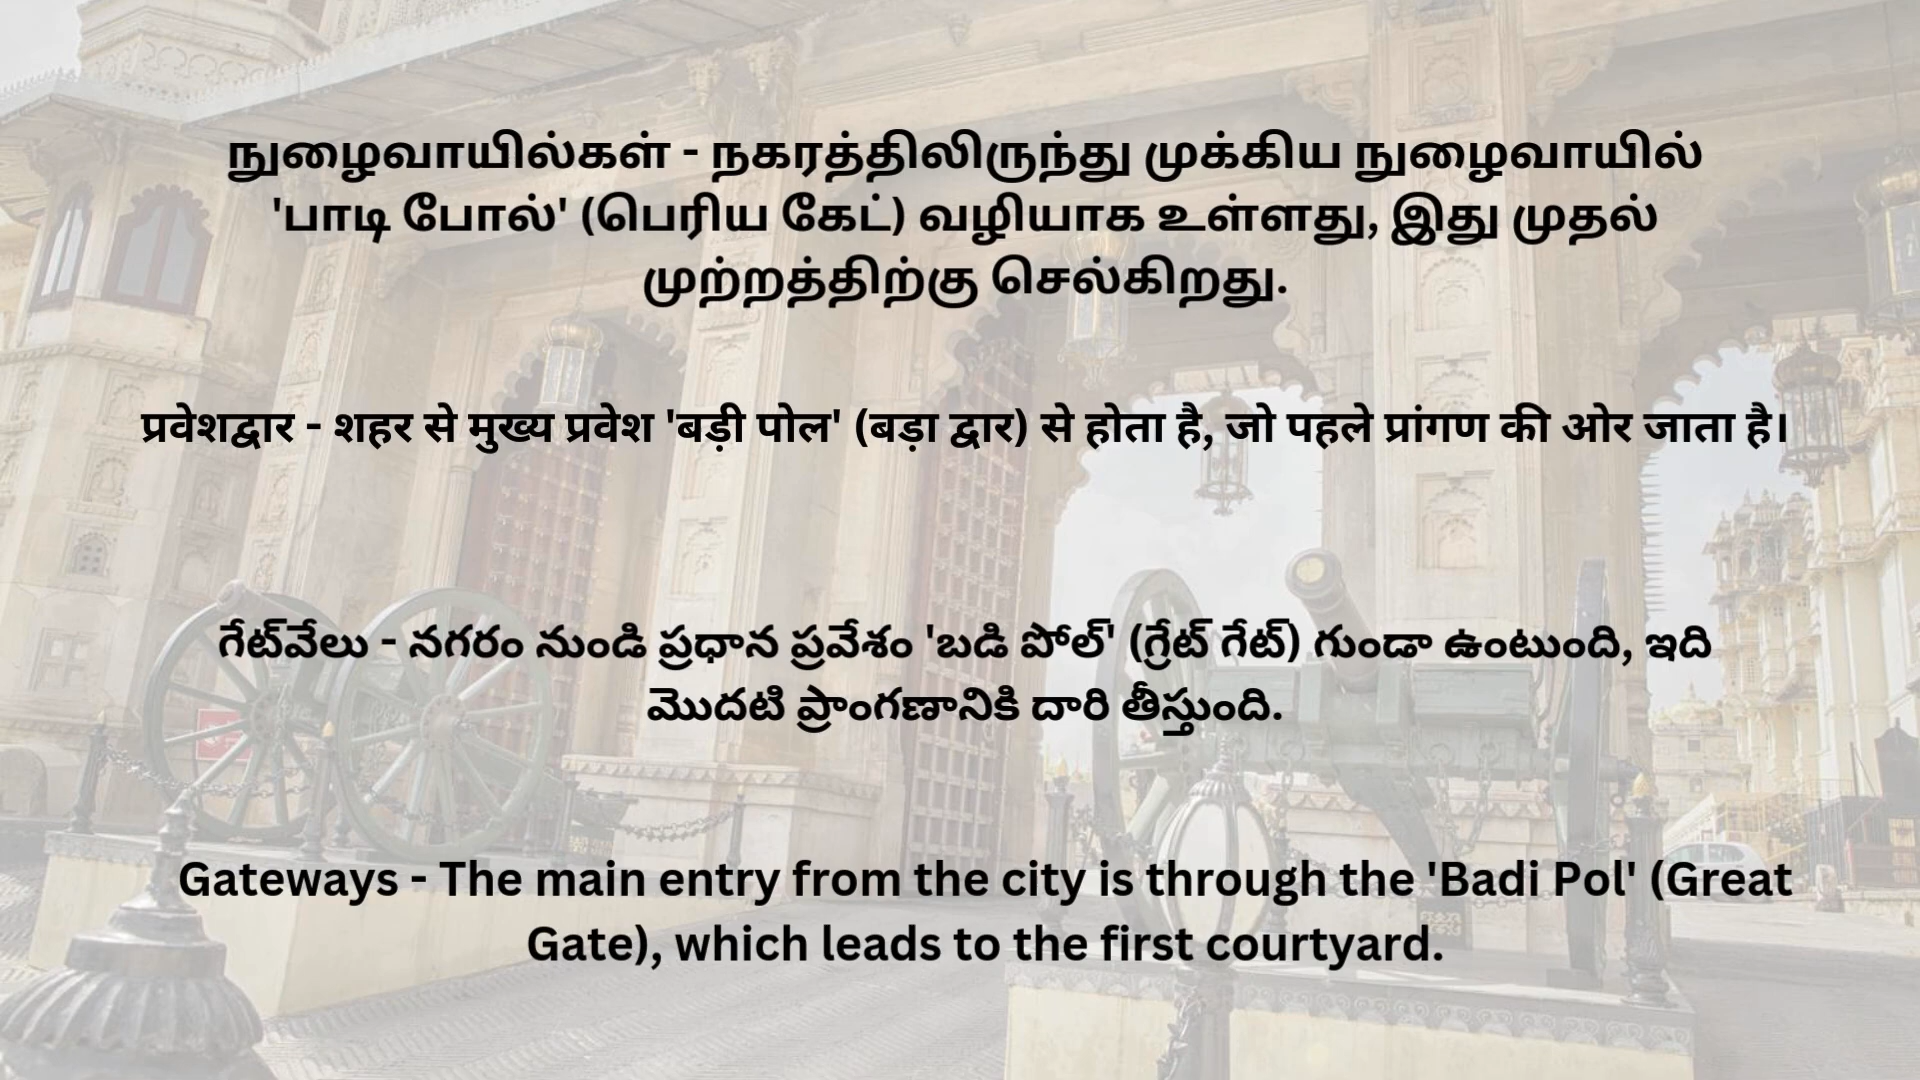 நுழைவாயில்கள் - நகரத்திலிருந்து முக்கிய நுழைவாயில்
'பாடி போல்' (பெரிய கேட்) வழியாக உள்ளது, இது முதல்
முற்றத்திற்கு செல்கிறது.
प्रवेशद्वार - शहर से मुख्य प्रवेश 'बड़ी पोल' (बड़ा द्वार) से होता है, जो पहले प्रांगण की ओर जाता है।
గేట్‌వేలు - నగరం నుండి ప్రధాన ప్రవేశం 'బడి పోల్' (గ్రేట్ గేట్) గుండా ఉంటుంది, ఇది
మొదటి ప్రాంగణానికి దారి తీస్తుంది.
Gateways - The main entry from the city is through the 'Badi Pol' (Great
Gate), which leads to the first courtyard.